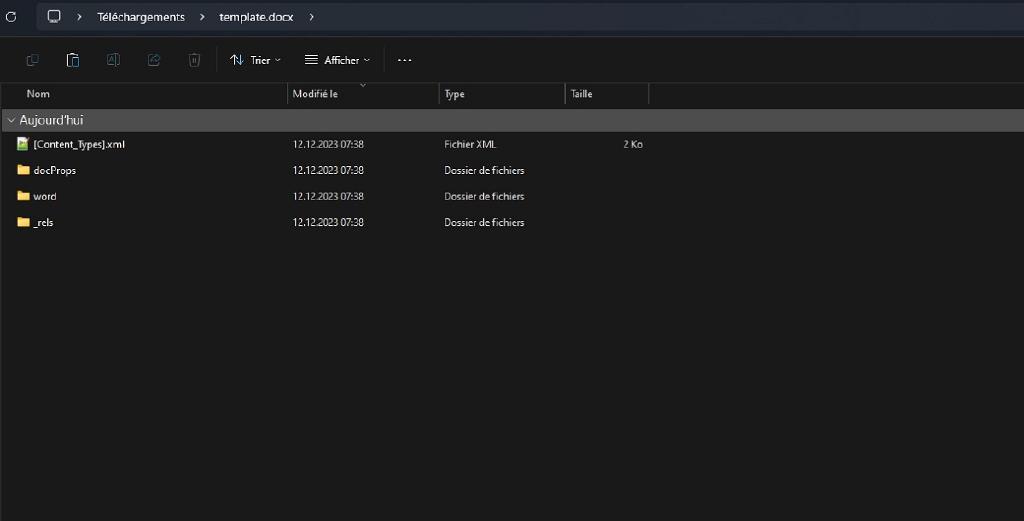 Téléchargements > template.docx >
Trier Afficher ...
Nom Modifié le Type Taille
Aujourd'hui
[Content_Types].xml 12.12.2023 07:38 Fichier XML 2 Ko
docProps 12.12.2023 07:38 Dossier de fichiers
word 12.12.2023 07:38 Dossier de fichiers
_rels 12.12.2023 07:38 Dossier de fichiers